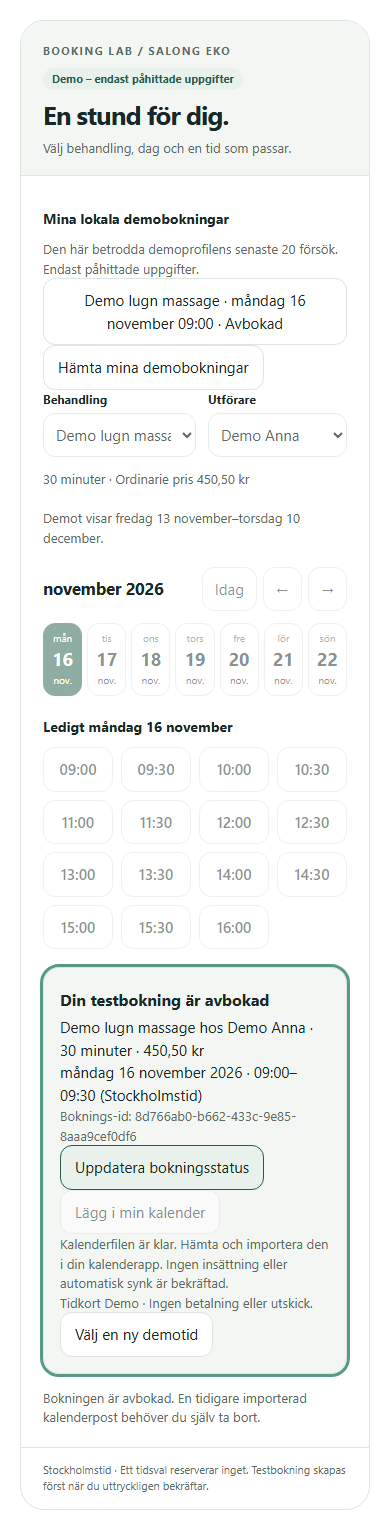 BOOKING LAB / SALONG EKO
Demo – endast påhittade uppgifter
En stund för dig.
Välj behandling, dag och en tid som passar.
Mina lokala demobokningar
Den här betrodda demoprofilens senaste 20 försök.
Endast påhittade uppgifter.
Demo lugn massage · måndag 16
november 09:00 · Avbokad
Hämta mina demobokningar
Behandling Utförare
Demo lugn massa Demo Anna
30 minuter · Ordinarie pris 450,50 kr
Demot visar fredag 13 november–torsdag 10
december.
november 2026 Idag ← →
mån tis ons tors fre lör sön
16 17 18 19 20 21 22
nov. nov. nov. nov. nov. nov. nov.
Ledigt måndag 16 november
09:00 09:30 10:00 10:30
11:00 11:30 12:00 12:30
13:00 13:30 14:00 14:30
15:00 15:30 16:00
Din testbokning är avbokad
Demo lugn massage hos Demo Anna ·
30 minuter · 450,50 kr
måndag 16 november 2026 · 09:00–
09:30 (Stockholmstid)
Boknings-id: 8d766ab0-b662-433c-9e85-
8aaa9cef0df6
Uppdatera bokningsstatus
Lägg i min kalender
Kalenderfilen är klar. Hämta och importera den
i din kalenderapp. Ingen insättning eller
automatisk synk är bekräftad.
Tidkort Demo · Ingen betalning eller utskick.
Välj en ny demotid
Bokningen är avbokad. En tidigare importerad
kalenderpost behöver du själv ta bort.
Stockholmstid · Ett tidsval reserverar inget. Testbokning skapas
först när du uttryckligen bekräftar.